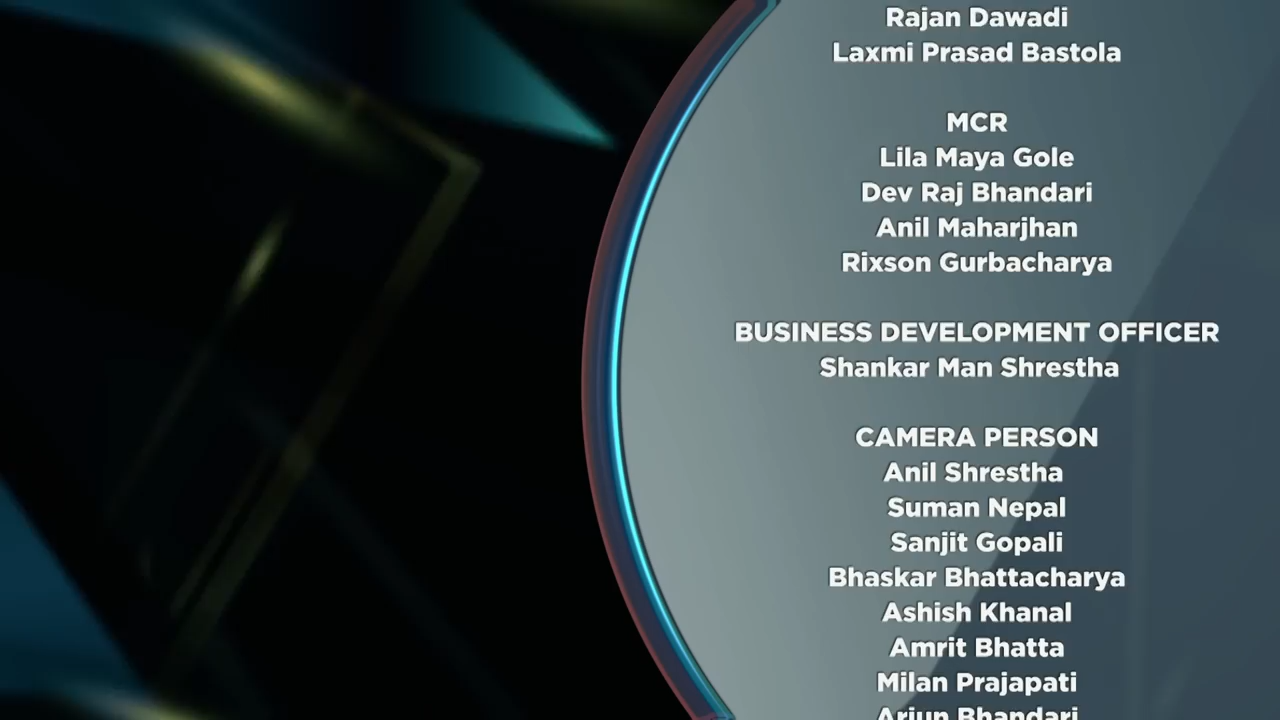 Rajan Dawadi
Laxmi Prasad Bastola
MCR
Lila Maya Gole
Dev Raj Bhandari
Anil Maharjhan
Rixson Gurbacharya
BUSINESS DEVELOPMENT OFFICER
Shankar Man Shrestha
CAMERA PERSON
Anil Shrestha
Suman Nepal
Sanjit Gopali
Bhaskar Bhattacharya
Ashish Khanal
Amrit Bhatta
Milan Prajapati
Arjun Bhandari